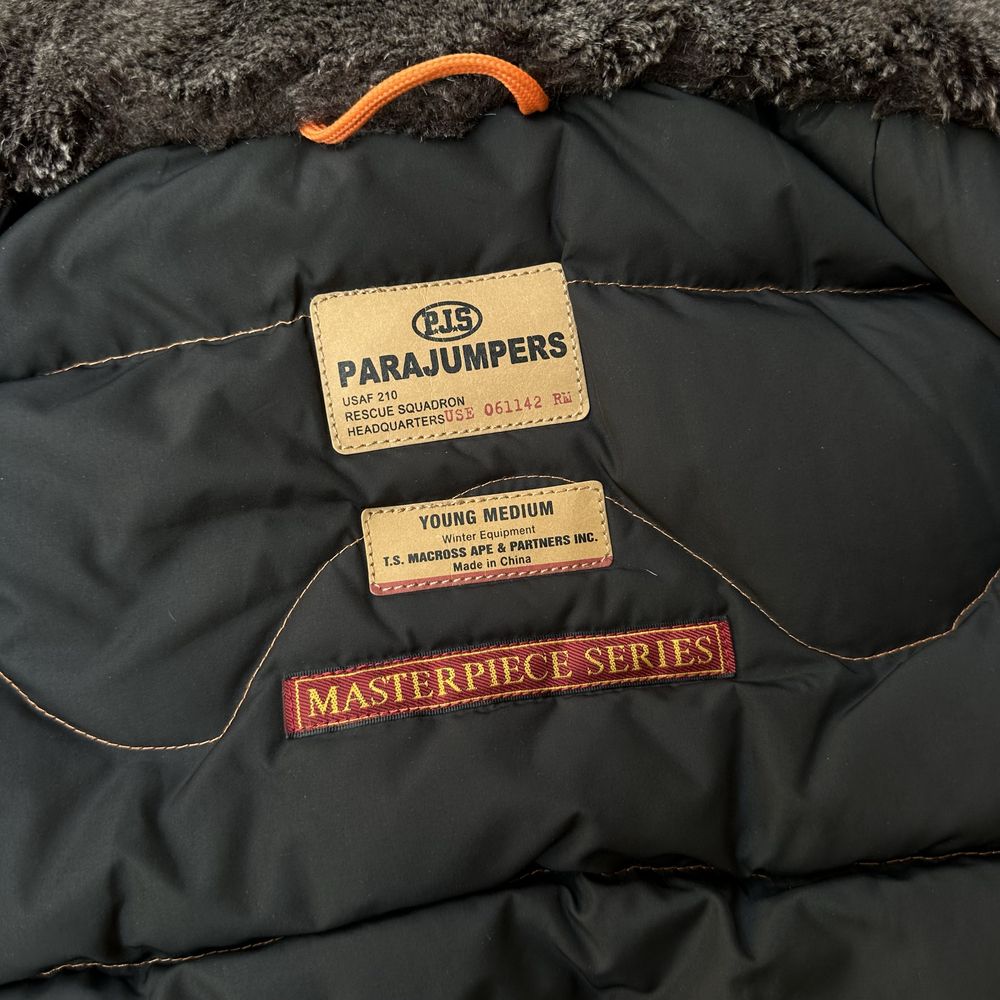 P.J.S
PARAJUMPERS
USAF 210
RESCUE SQUADRON
HEADQUARTERS USE 061142 RM
YOUNG MEDIUM
Winter Equipment
T.S. MACROSS APE & PARTNERS INC.
Made in China
MASTERPIECE SERIES